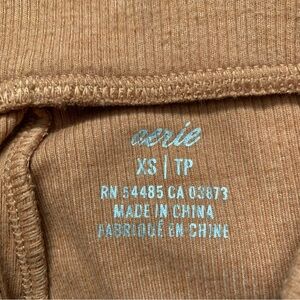 aerie
XS | TP
RN 54485 CA 03873
MADE IN CHINA
FABRIQUÉ EN CHINE